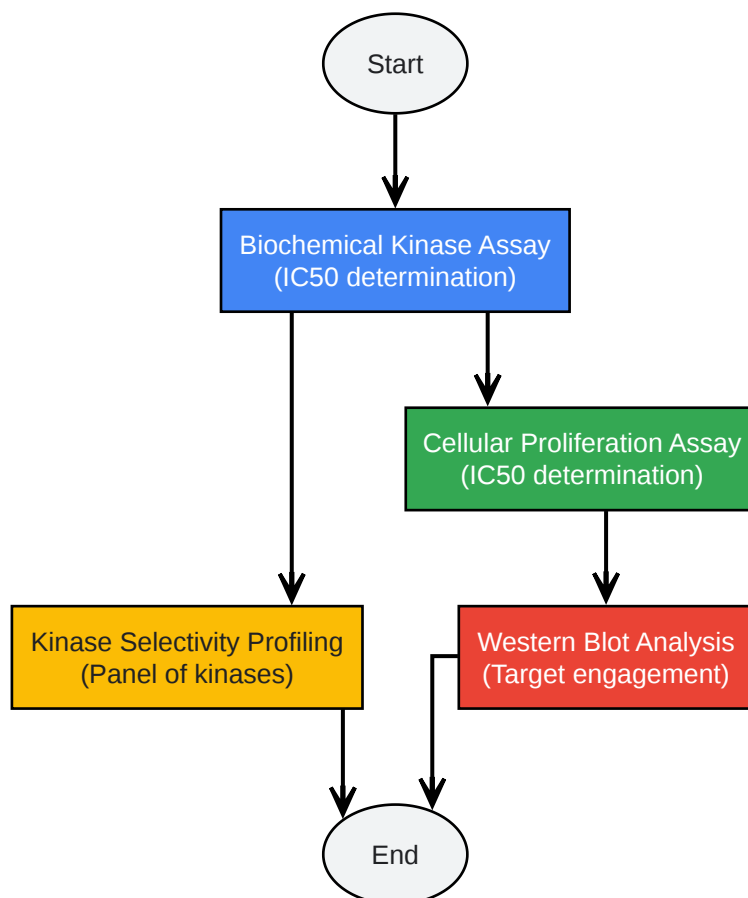 Start
Biochemical Kinase Assay
(IC50 determination)
Cellular Proliferation Assay
(IC50 determination)
Kinase Selectivity Profiling
(Panel of kinases)
Western Blot Analysis
(Target engagement)
End